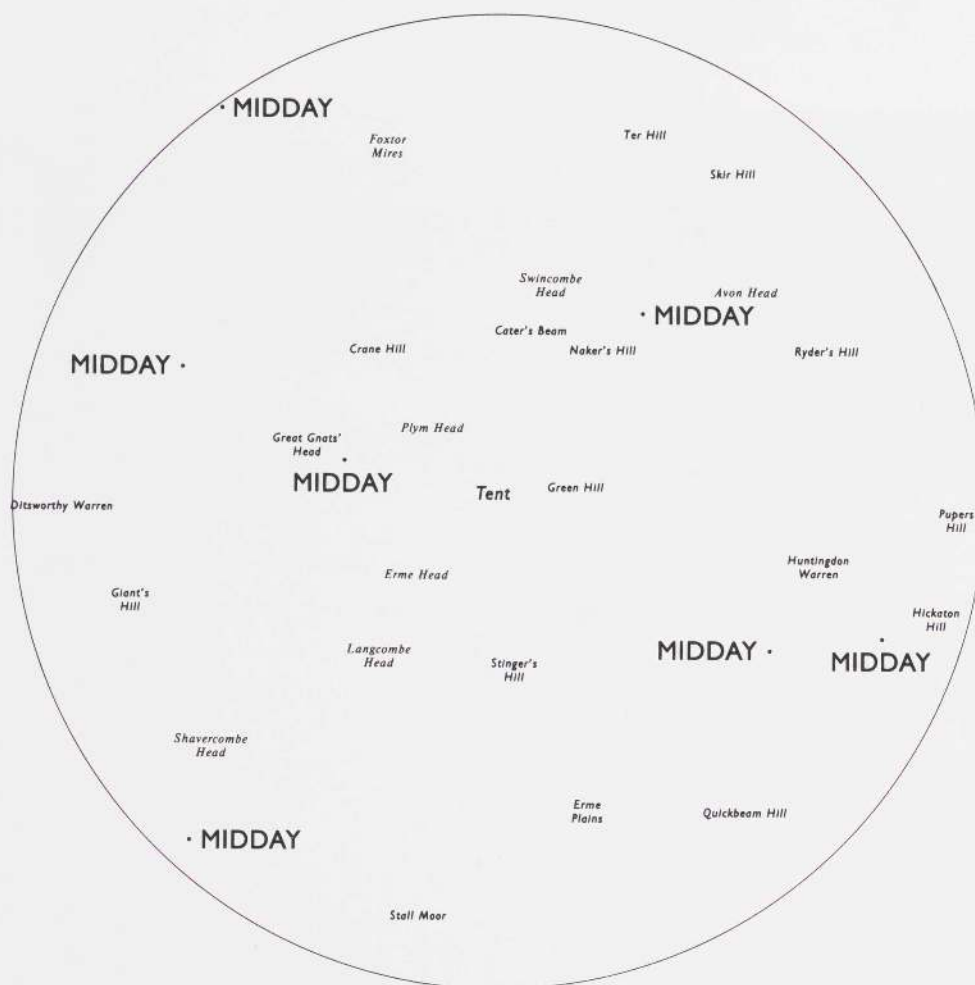 MIDDAY
Foxtor
Mires
Ter Hill
Skir Hill
Swincombe
Head
Avon Head
MIDDAY
Cater's Beam
Crane Hill
Naker's Hill
Ryder's Hill
MIDDAY
Plym Head
Great Gnats'
Head
MIDDAY
Tent
Green Hill
Ditsworthy Warren
Pupers
Hill
Huntingdon
Warren
Erme Head
Giant's
Hill
Hickaton
Hill
Langcombe
Head
Stinger's
Hill
MIDDAY
MIDDAY
Shavercombe
Head
Erme
Plains
Quickbeam Hill
MIDDAY
Stall Moor